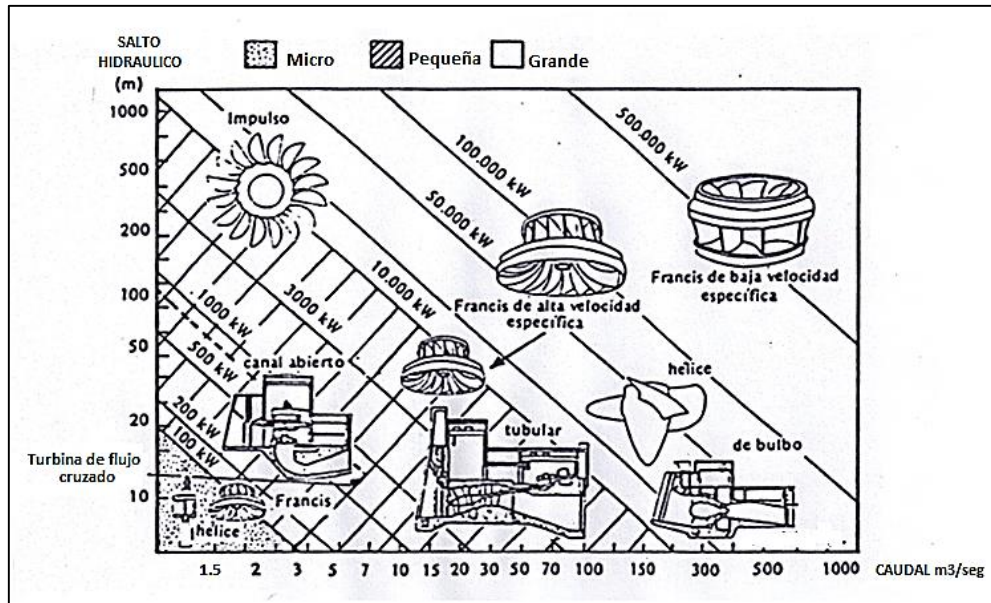 SALTO
HIDRAULICO
(m)
Micro
Pequeña
Grande
1000
500
200
100
50
20
10
Turbina de flujo
cruzado
Impulso
500.000 kW
100.000 kW
50.000 kW
10.000 kW
3000 kW
1000 kW
500 kW
200 kW
100 kW
Francis de baja velocidad
específica
Francis de alta velocidad
específica
canal abierto
hélice
tubular
de bulbo
Francis
hélice
1.5 2 3 5 7 10 15 20 30 50 70 100 150 300 500 1000 CAUDAL m3/seg